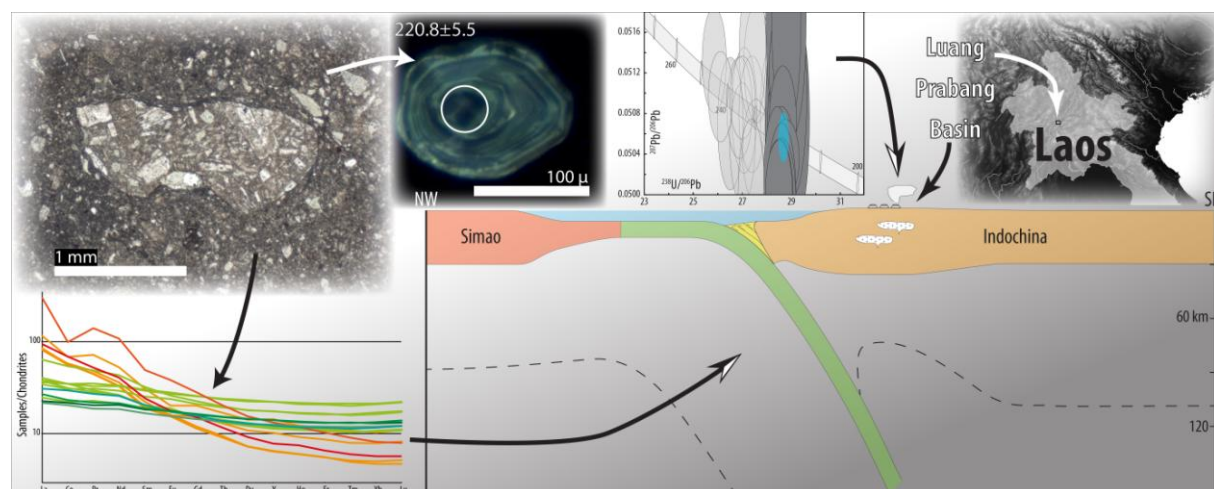 220.8±5.5
1 mm
100 µ
0.0516
0.0512
0.0508
0.0504
0.0500
²⁰⁷Pb/²⁰⁶Pb
260
240
200
²³⁸U/²⁰⁶Pb
23 25 27 29 31
Luang
Prabang
Basin
Laos
NW
Simao
Indochina
60 km
120
Samples/Chondrites
100
10